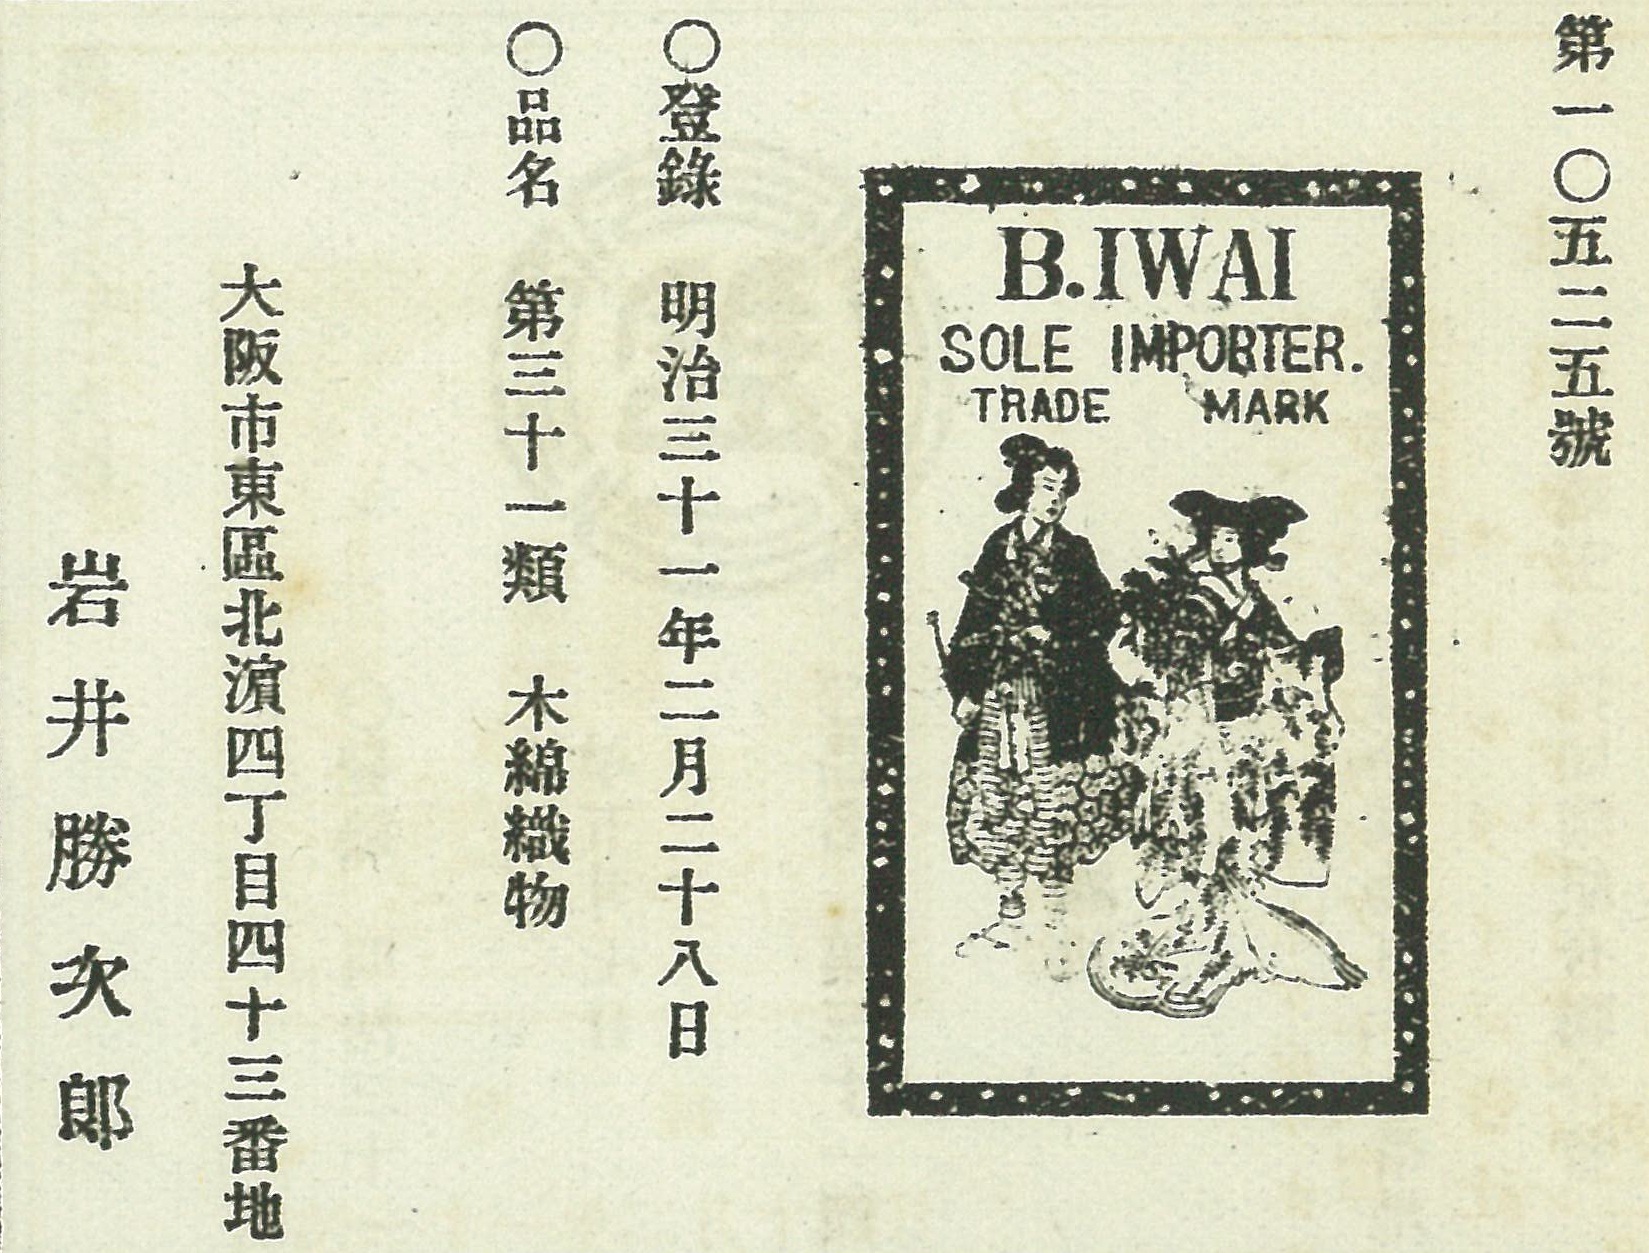 第一〇五二五號
B.IWAI
SOLE IMPORTER.
TRADE MARK
〇登錄 明治三十一年二月二十八日
〇品名 第三十一類 木綿織物
大阪市東區北濵四丁目四十三番地
岩井勝次郎